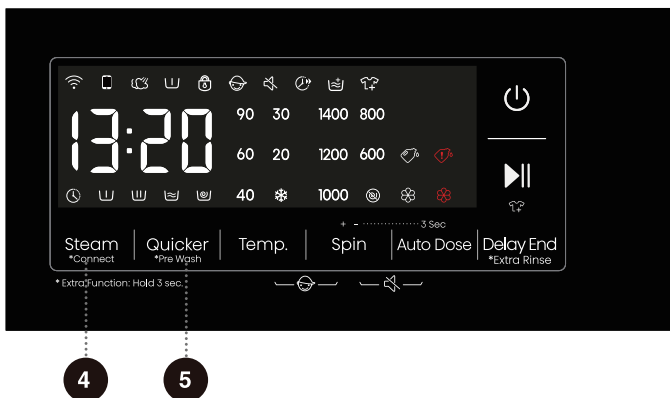 13:20
90 30 1400 800
60 20 1200 600
40 1000
+ - 3 Sec
Steam Quicker Temp. Spin Auto Dose Delay End
*Connect *Pre Wash *Extra Rinse
* Extra Function: Hold 3 sec.
4 5